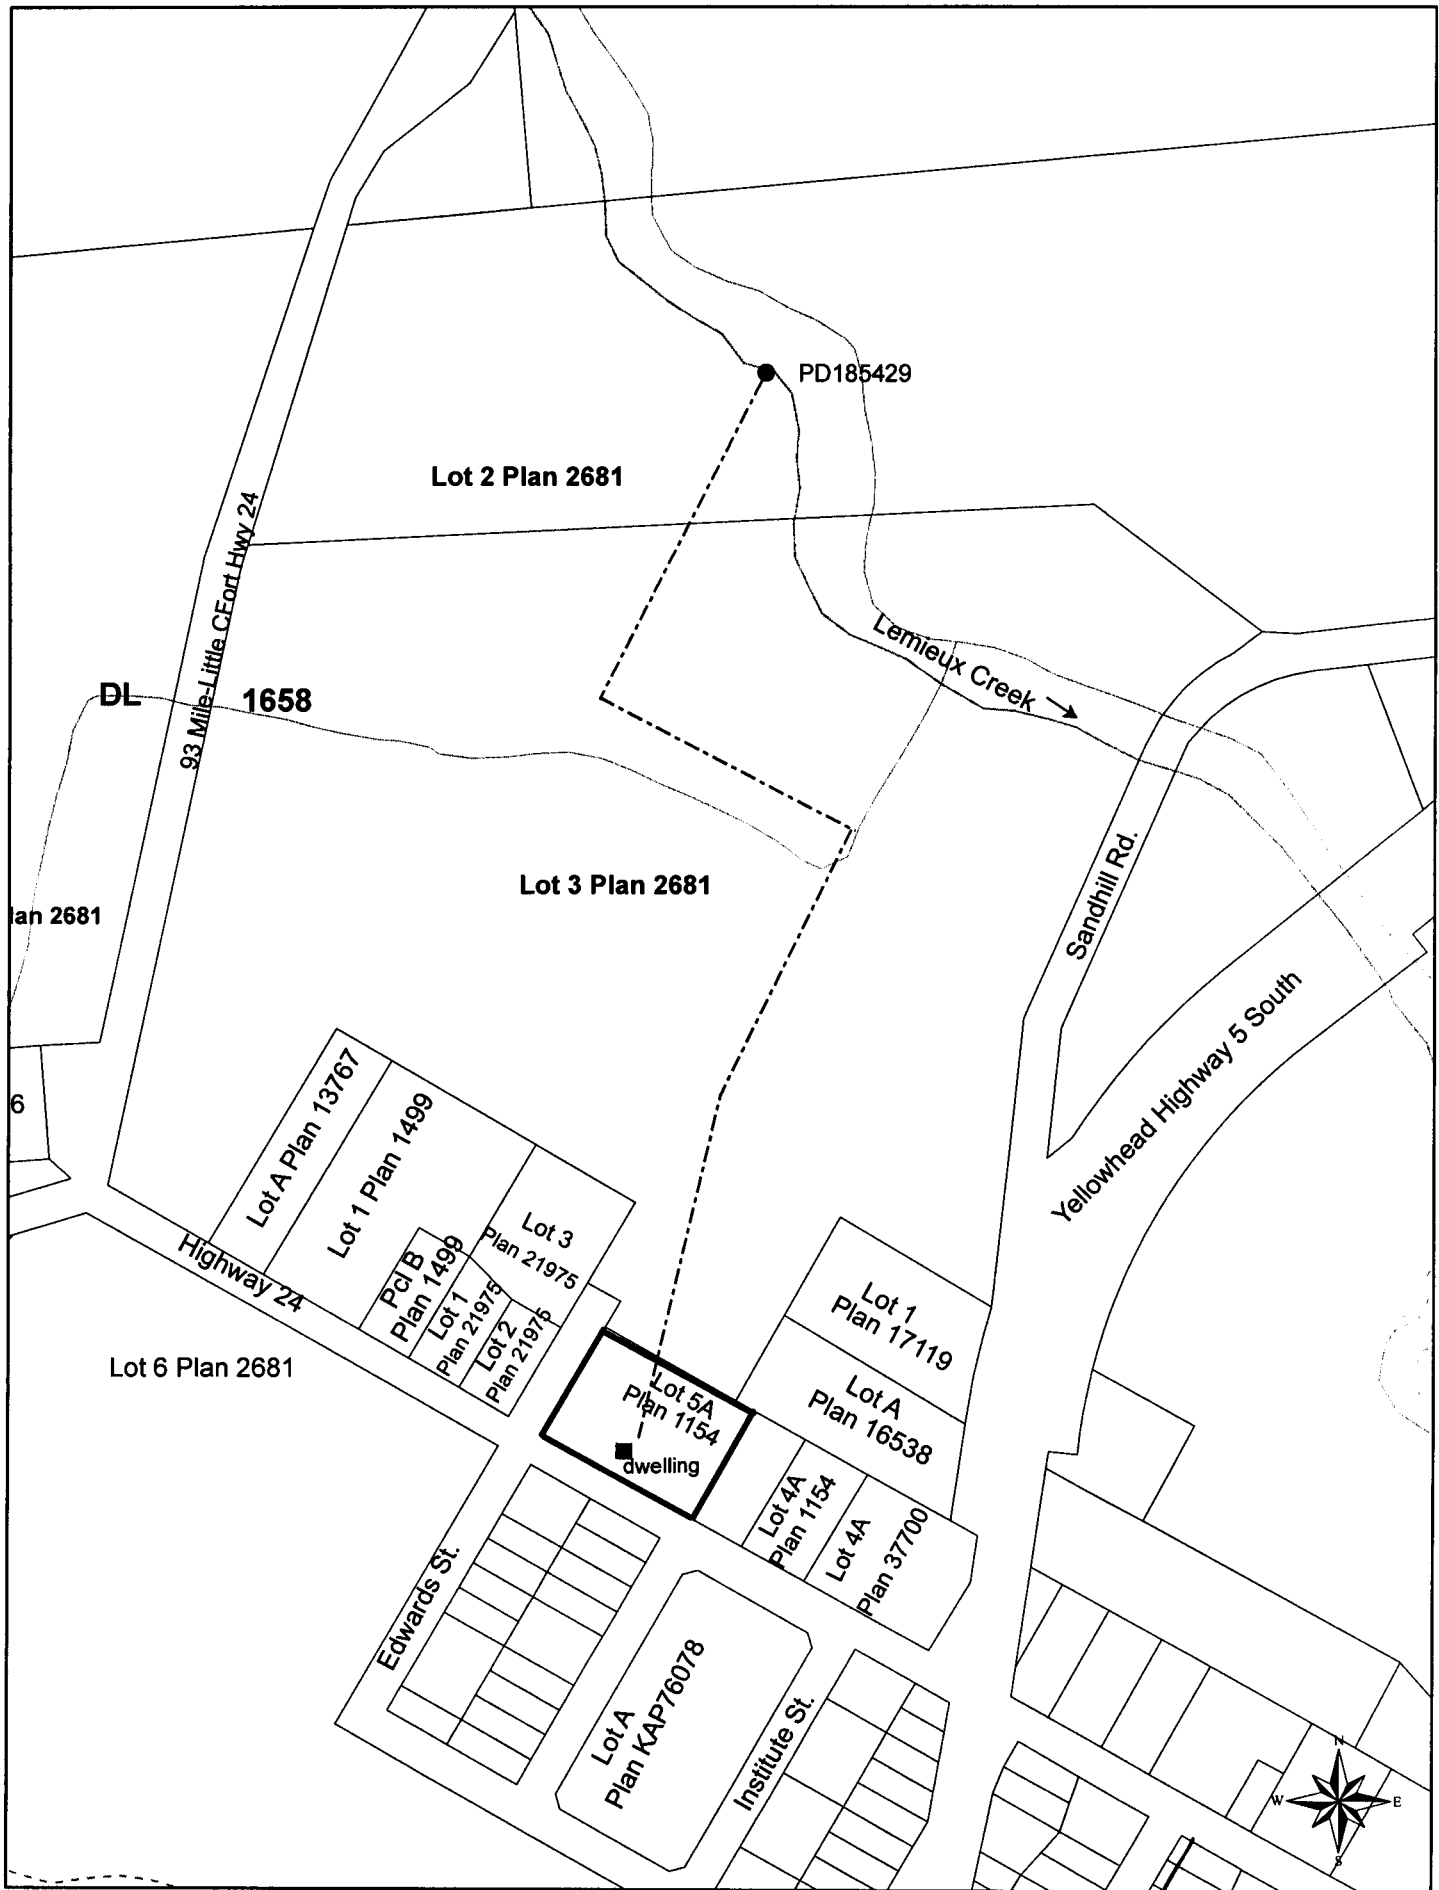 PD185429
Lot 2 Plan 2681
93 Mile-Little CFort Hwy 24
Lemieux Creek
DL 1658
Sandhill Rd.
Lot 3 Plan 2681
lan 2681
Yellowhead Highway 5 South
6
Lot A Plan 13767
Lot 1 Plan 1499
Lot 3
Plan 21975
Pcl B
Plan 1499
Lot 1
Plan 21975
Lot 2
Plan 21975
Highway 24
Lot 1
Plan 17119
Lot 6 Plan 2681
Lot 5A
Plan 1154
Lot A
Plan 16538
dwelling
Lot 4A
Plan 1154
Lot 4A
Plan 37700
Edwards St.
Lot A
Plan KAP76078
Institute St.
N
W
E
S